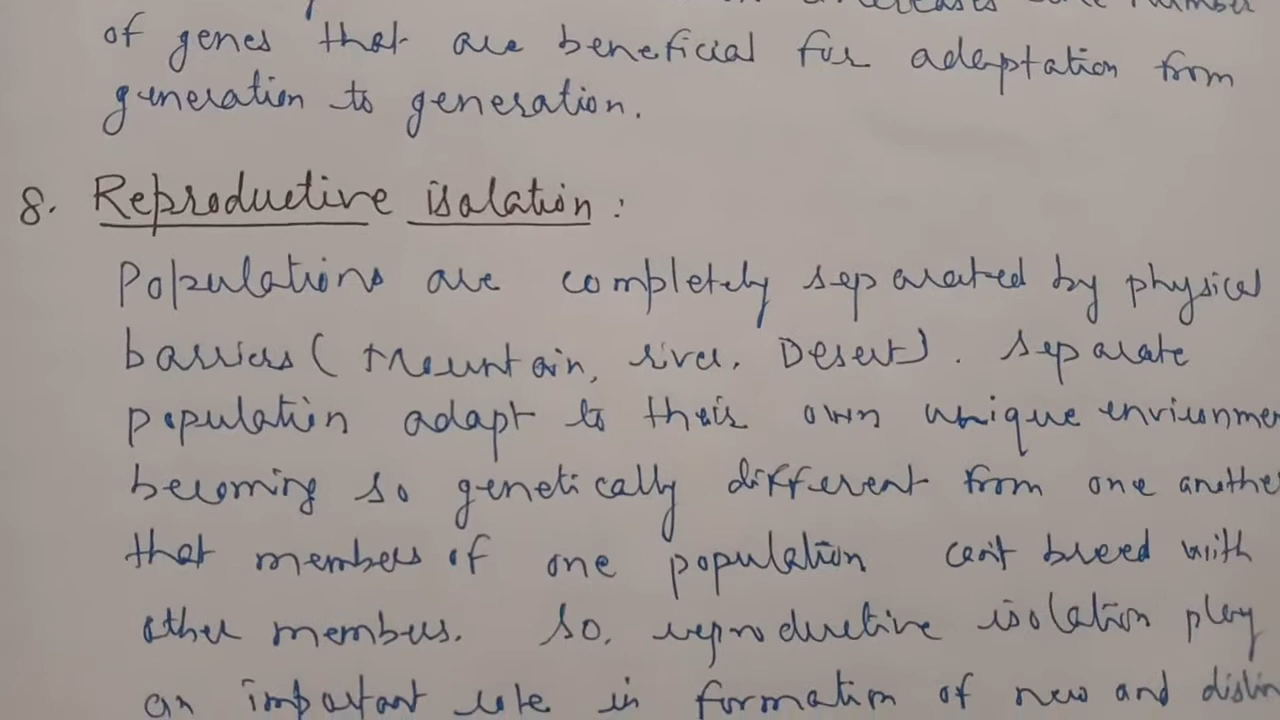 of genes that are beneficial for adaptation from
generation to generation.
8. Reproductive isolation :
Populations are completely separated by physical
barriers ( Mountain, river, Desert) . Separate
population adapt to their own unique environme
becoming so genetically different from one anothe
that members of one population can't breed with
other members. So, reproductive isolation play
an important role in formation of new and distin